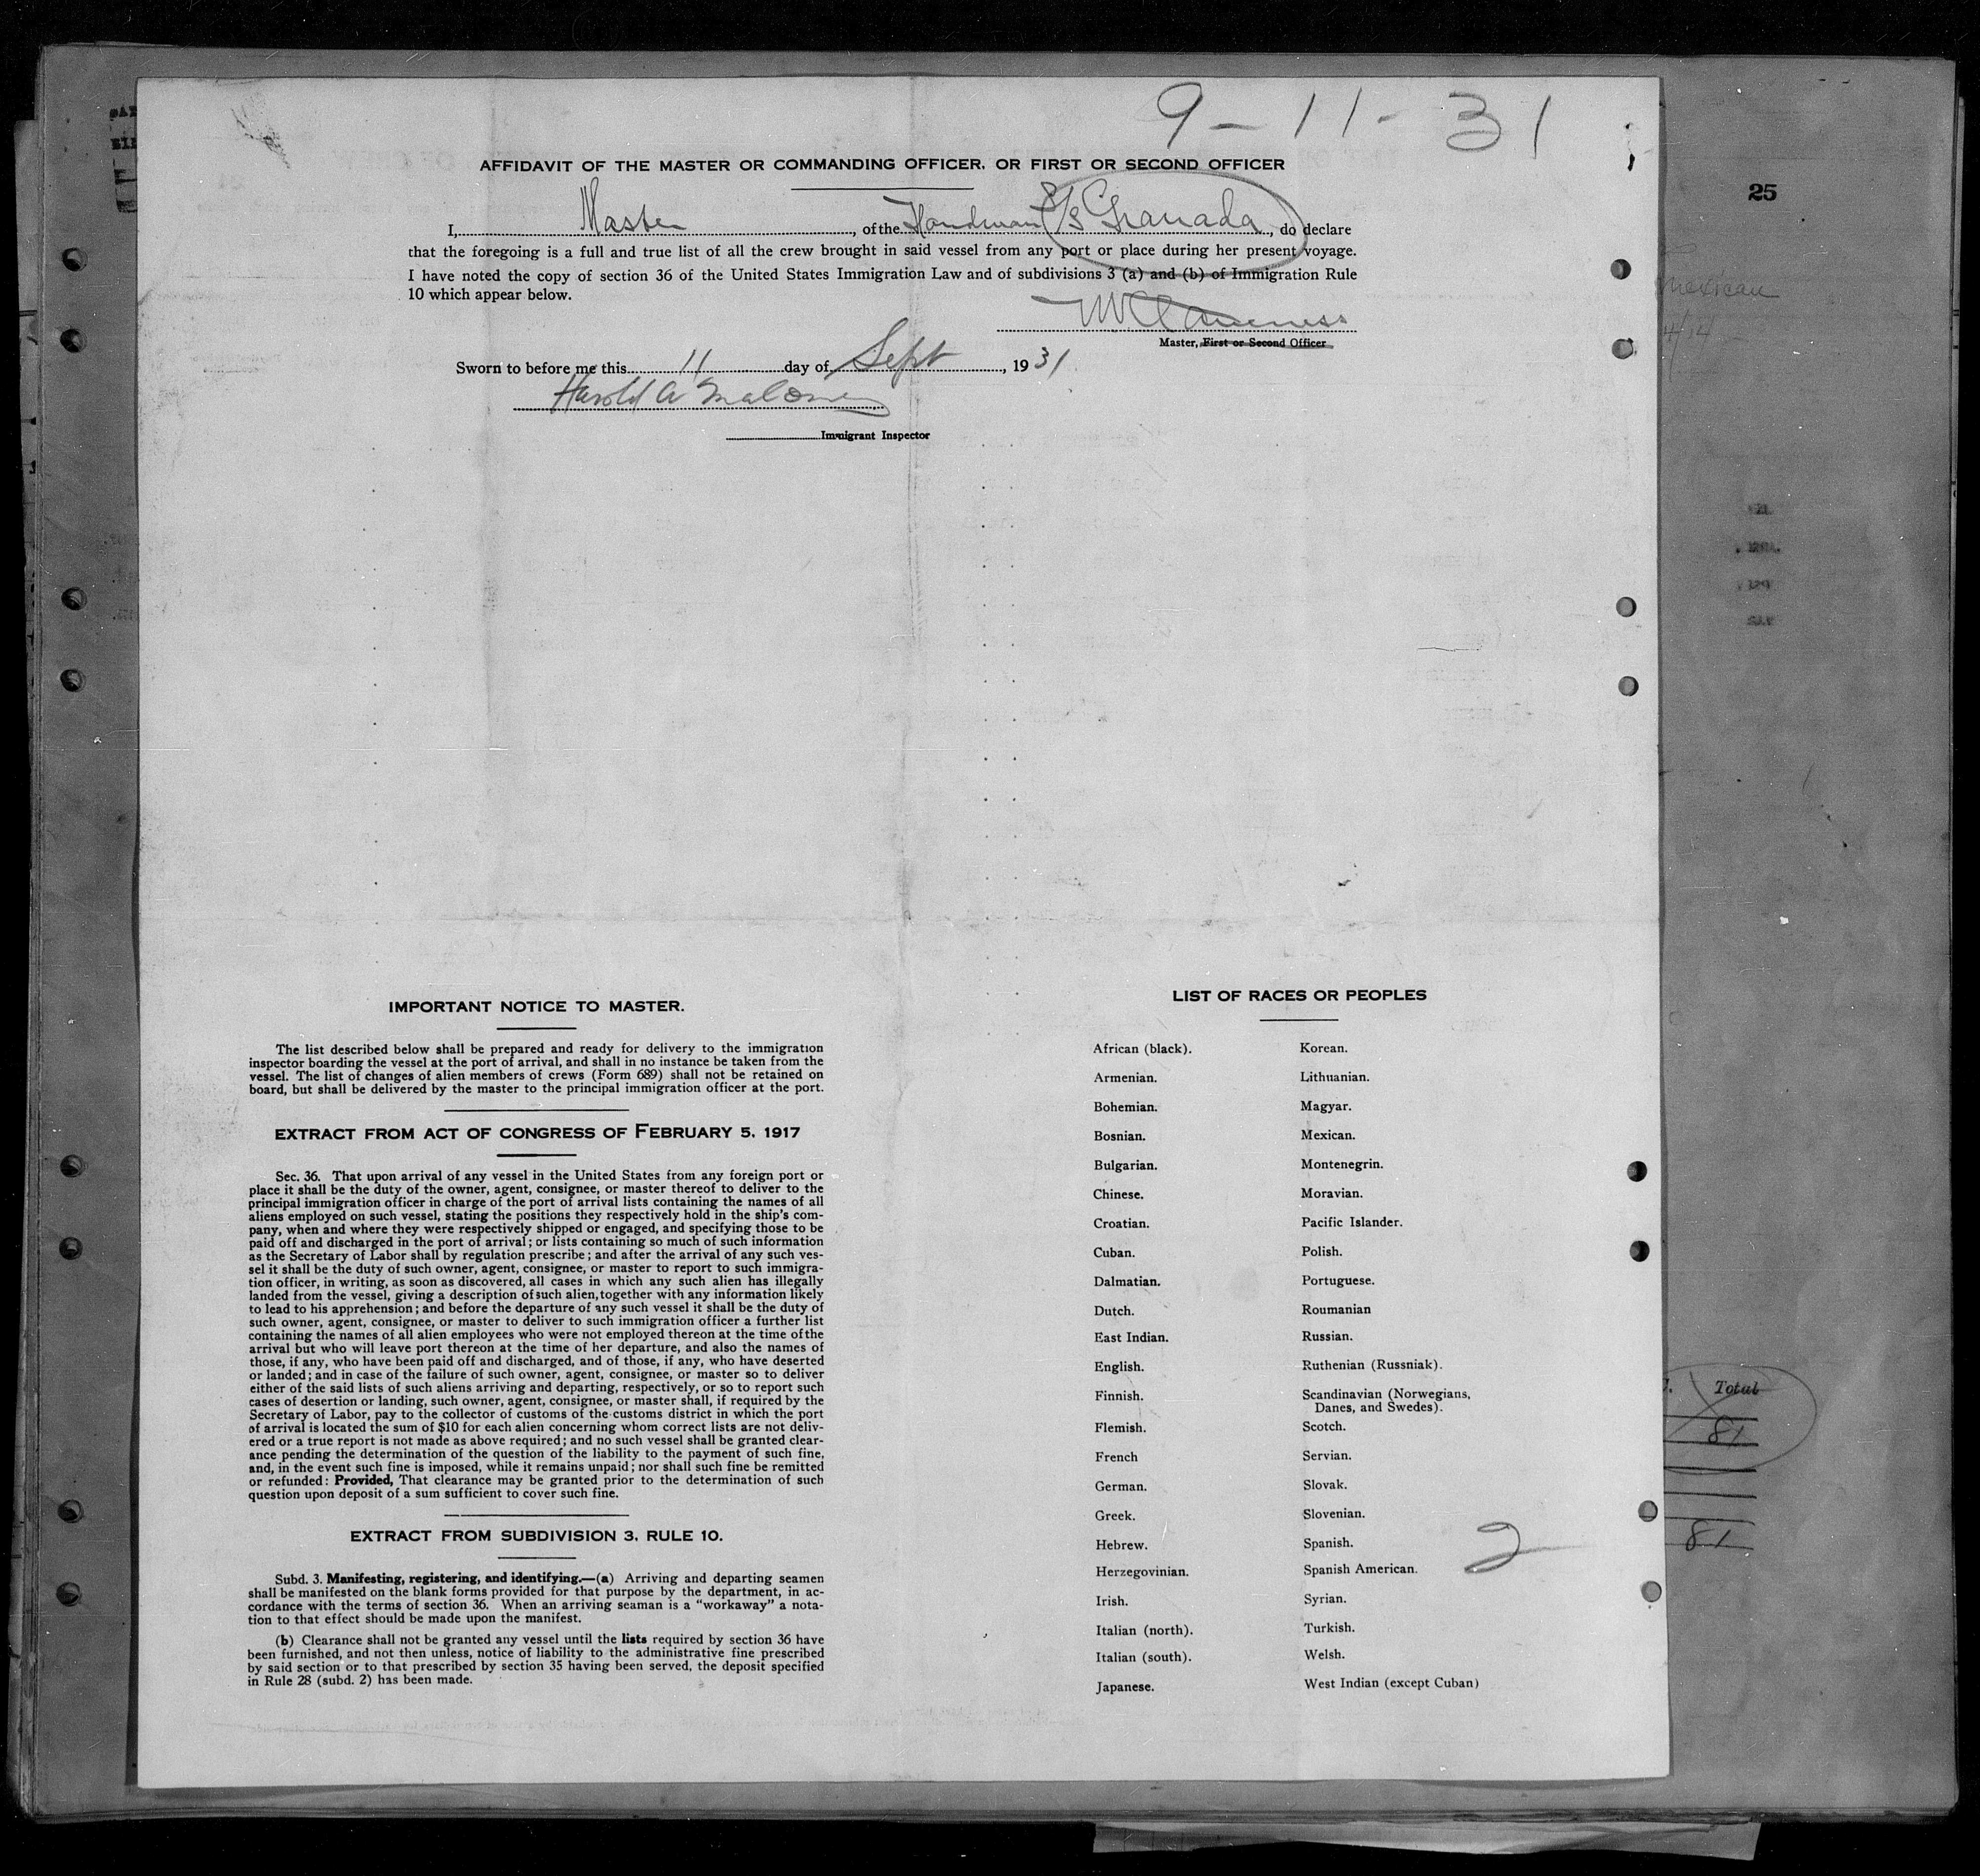 9-11-31
AFFIDAVIT OF THE MASTER OR COMMANDING OFFICER, OR FIRST OR SECOND OFFICER
I, Master, of the S/S Granada, do declare
that the foregoing is a full and true list of all the crew brought in said vessel from any port or place during her present voyage.
I have noted the copy of section 36 of the United States Immigration Law and of subdivisions 3 (a) and (b) of Immigration Rule
10 which appear below.
Master, First or Second Officer
Sworn to before me this 11 day of Sept, 1931
Harold A Maloney
Immigrant Inspector
25
mexican
IMPORTANT NOTICE TO MASTER.
The list described below shall be prepared and ready for delivery to the immigration
inspector boarding the vessel at the port of arrival, and shall in no instance be taken from the
vessel. The list of changes of alien members of crews (Form 689) shall not be retained on
board, but shall be delivered by the master to the principal immigration officer at the port.
EXTRACT FROM ACT OF CONGRESS OF FEBRUARY 5, 1917
Sec. 36. That upon arrival of any vessel in the United States from any foreign port or
place it shall be the duty of the owner, agent, consignee, or master thereof to deliver to the
principal immigration officer in charge of the port of arrival lists containing the names of all
aliens employed on such vessel, stating the positions they respectively hold in the ship's com-
pany, when and where they were respectively shipped or engaged, and specifying those to be
paid off and discharged in the port of arrival; or lists containing so much of such information
as the Secretary of Labor shall by regulation prescribe; and after the arrival of any such ves-
sel it shall be the duty of such owner, agent, consignee, or master to report to such immigra-
tion officer, in writing, as soon as discovered, all cases in which any such alien has illegally
landed from the vessel, giving a description of such alien, together with any information likely
to lead to his apprehension; and before the departure of any such vessel it shall be the duty of
such owner, agent, consignee, or master to deliver to such immigration officer a further list
containing the names of all alien employees who were not employed thereon at the time of the
arrival but who will leave port thereon at the time of her departure, and also the names of
those, if any, who have been paid off and discharged, and of those, if any, who have deserted
or landed; and in case of the failure of such owner, agent, consignee, or master so to deliver
either of the said lists of such aliens arriving and departing, respectively, or so to report such
cases of desertion or landing, such owner, agent, consignee, or master shall, if required by the
Secretary of Labor, pay to the collector of customs of the customs district in which the port
of arrival is located the sum of $10 for each alien concerning whom correct lists are not deliv-
ered or a true report is not made as above required; and no such vessel shall be granted clear-
ance pending the determination of the question of the liability to the payment of such fine,
and, in the event such fine is imposed, while it remains unpaid; nor shall such fine be remitted
or refunded: Provided, That clearance may be granted prior to the determination of such
question upon deposit of a sum sufficient to cover such fine.
EXTRACT FROM SUBDIVISION 3, RULE 10.
Subd. 3. Manifesting, registering, and identifying.—(a) Arriving and departing seamen
shall be manifested on the blank forms provided for that purpose by the department, in ac-
cordance with the terms of section 36. When an arriving seaman is a "workaway" a nota-
tion to that effect should be made upon the manifest.
(b) Clearance shall not be granted any vessel until the lists required by section 36 have
been furnished, and not then unless, notice of liability to the administrative fine prescribed
by said section or to that prescribed by section 35 having been served, the deposit specified
in Rule 28 (subd. 2) has been made.
LIST OF RACES OR PEOPLES
African (black). Korean.
Armenian. Lithuanian.
Bohemian. Magyar.
Bosnian. Mexican.
Bulgarian. Montenegrin.
Chinese. Moravian.
Croatian. Pacific Islander.
Cuban. Polish.
Dalmatian. Portuguese.
Dutch. Roumanian
East Indian. Russian.
English. Ruthenian (Russniak).
Finnish. Scandinavian (Norwegians,
Danes, and Swedes).
Flemish. Scotch.
French Servian.
German. Slovak.
Greek. Slovenian.
Hebrew. Spanish.
Herzegovinian. Spanish American.
Irish. Syrian.
Italian (north). Turkish.
Italian (south). Welsh.
Japanese. West Indian (except Cuban)
2
Total
81
81